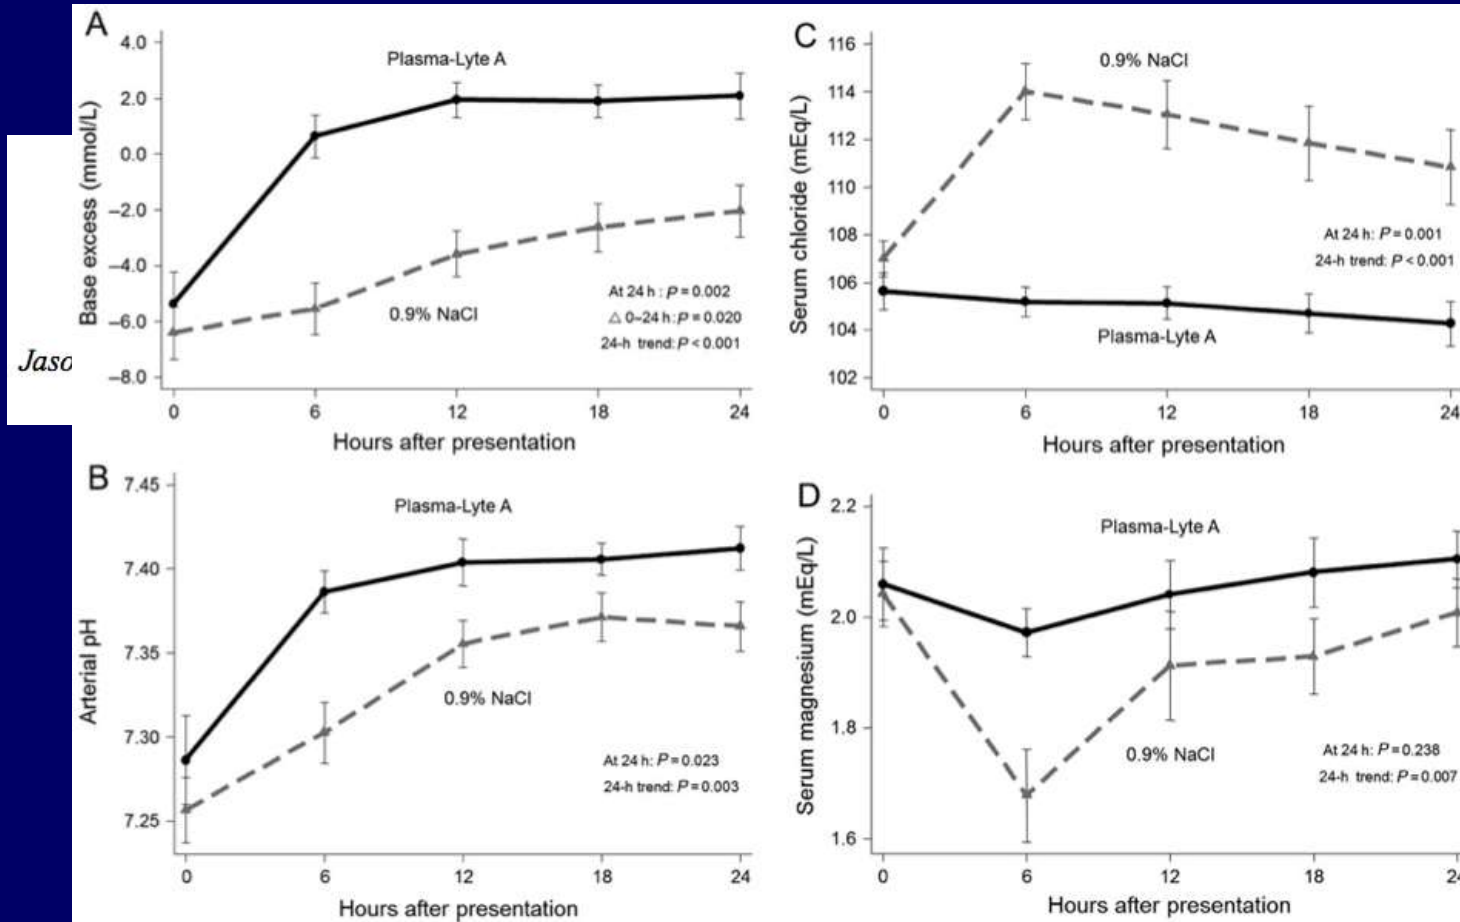 A
4.0
2.0
0.0
–2.0
–4.0
–6.0
–8.0
Base excess (mmol/L)
Plasma-Lyte A
0.9% NaCl
At 24 h : P = 0.002
△ 0–24 h: P = 0.020
24-h trend: P < 0.001
0 6 12 18 24
Hours after presentation
C
116
114
112
110
108
106
104
102
Serum chloride (mEq/L)
0.9% NaCl
At 24 h: P = 0.001
24-h trend: P < 0.001
Plasma-Lyte A
0 6 12 18 24
Hours after presentation
Jaso
B
7.45
7.40
7.35
7.30
7.25
Arterial pH
Plasma-Lyte A
0.9% NaCl
At 24 h: P = 0.023
24-h trend: P = 0.003
0 6 12 18 24
Hours after presentation
D
2.2
2.0
1.8
1.6
Serum magnesium (mEq/L)
Plasma-Lyte A
0.9% NaCl
At 24 h: P = 0.238
24-h trend: P = 0.007
0 6 12 18 24
Hours after presentation